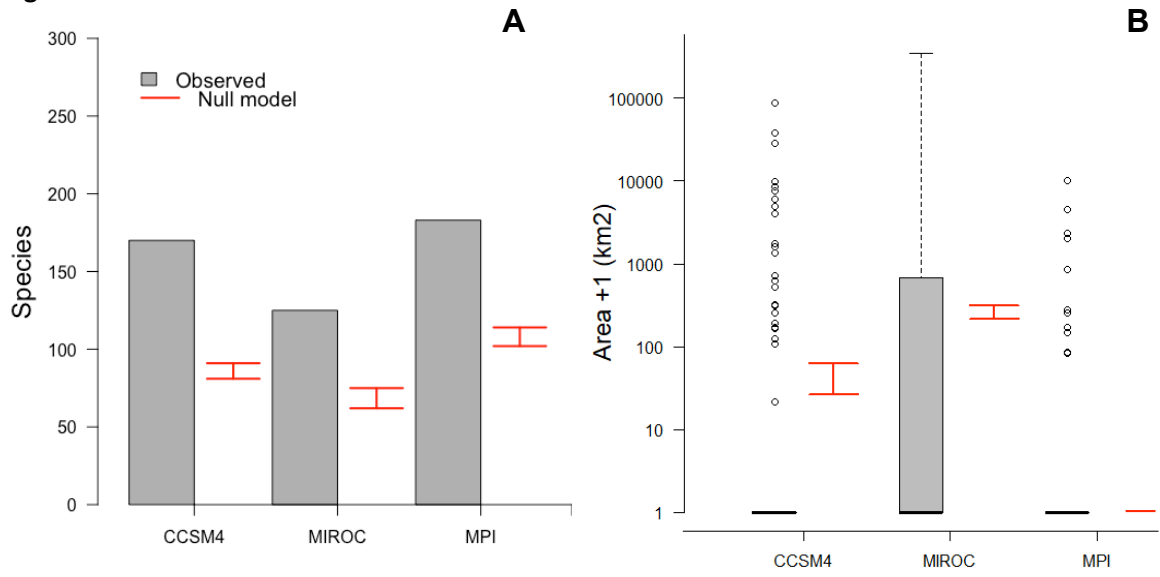 A
300
250
200
150
100
50
0
Species
Observed
Null model
CCSM4 MIROC MPI
B
100000
10000
1000
100
10
1
Area +1 (km2)
CCSM4 MIROC MPI